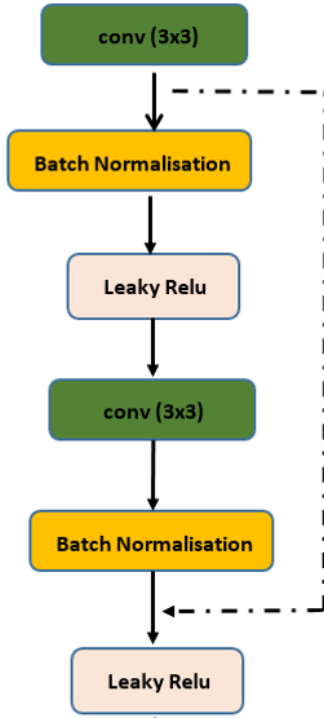 conv (3x3)
Batch Normalisation
Leaky Relu
conv (3x3)
Batch Normalisation
Leaky Relu